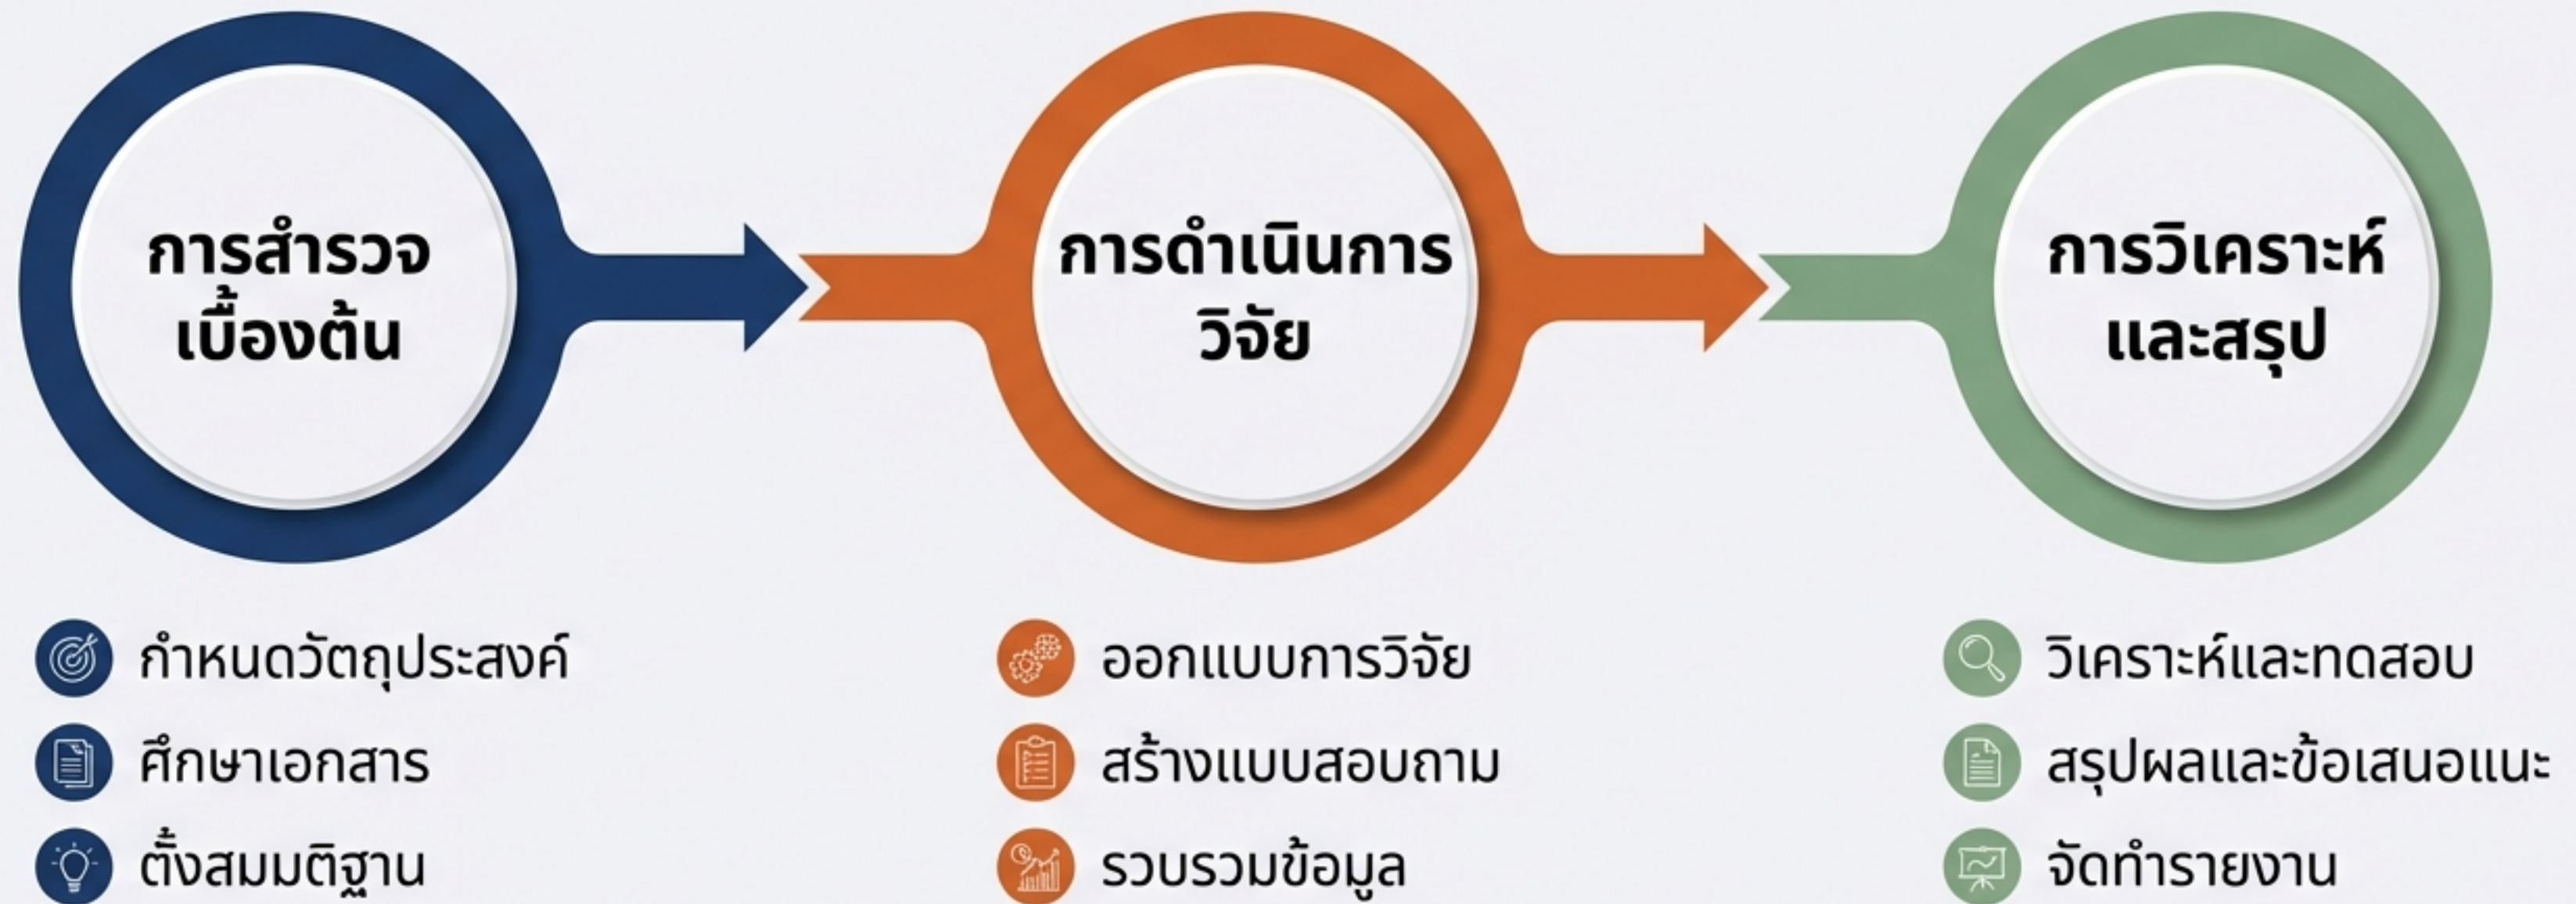 การสำรวจ
เบื้องต้น
การดำเนินการ
วิจัย
การวิเคราะห์
และสรุป
กำหนดวัตถุประสงค์
ศึกษาเอกสาร
ตั้งสมมติฐาน
ออกแบบการวิจัย
สร้างแบบสอบถาม
รวบรวมข้อมูล
วิเคราะห์และทดสอบ
สรุปผลและข้อเสนอแนะ
จัดทำรายงาน